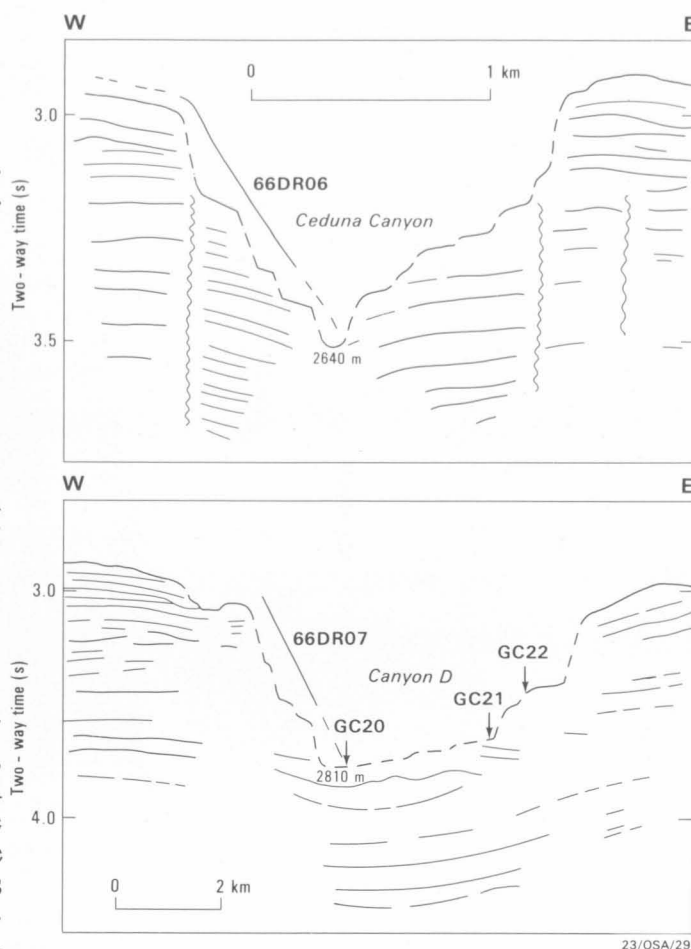 W E
0 1 km
3.0
66DR06
Ceduna Canyon
Two-way time (s)
3.5
2640 m
W E
3.0
66DR07
GC22
Canyon D
GC21
Two-way time (s)
GC20
2810 m
4.0
0 2 km
23/OSA/29